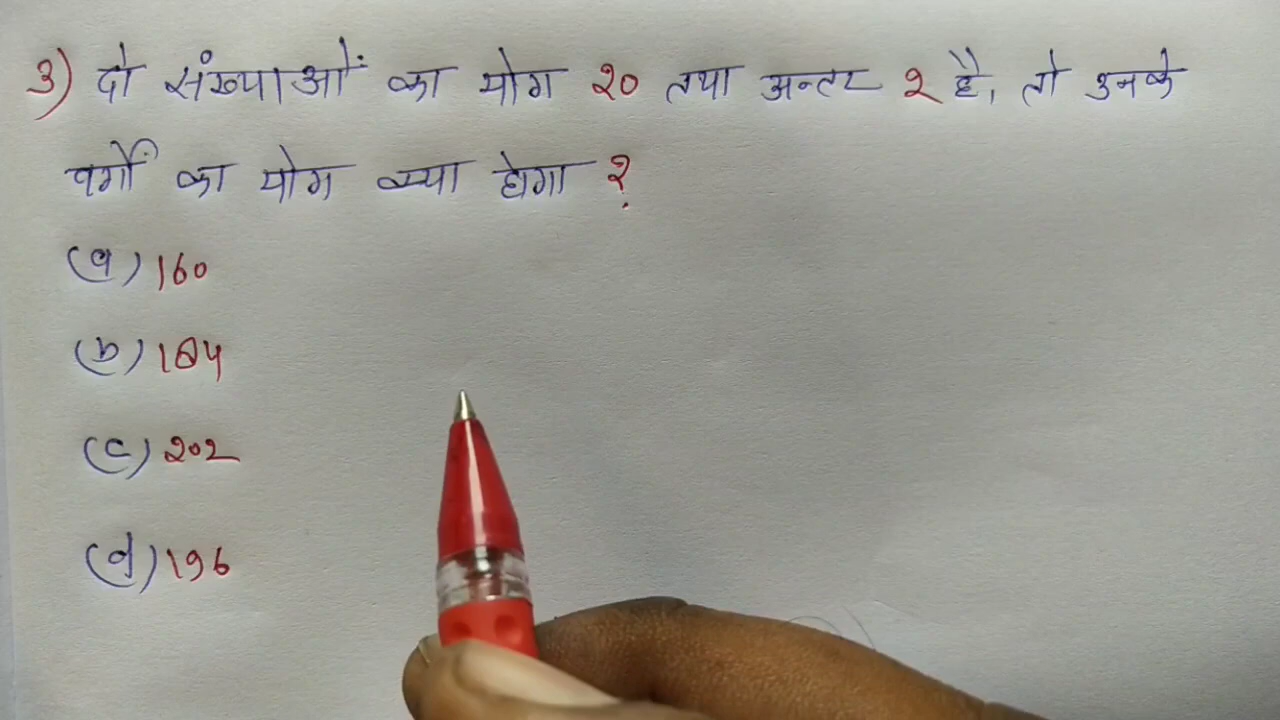 3) दो संख्याओं का योग 20 तथा अन्तर 2 है, तो उनके
वर्गों का योग क्या होगा ?
(a) 160
(b) 184
(c) 202
(d) 196